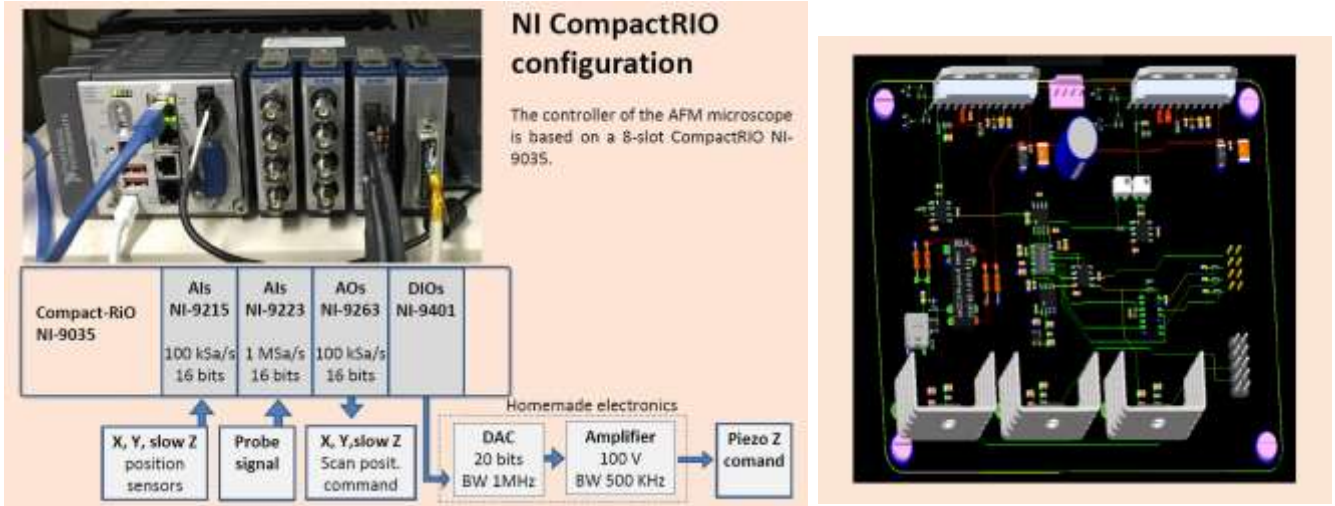 NI CompactRIO
configuration
The controller of the AFM microscope
is based on a 8-slot CompactRIO NI-
9035.
Compact-RiO
NI-9035
AIs
NI-9215
100 kSa/s
16 bits
AIs
NI-9223
1 MSa/s
16 bits
AOs
NI-9263
100 kSa/s
16 bits
DIOs
NI-9401
Homemade electronics
X, Y, slow Z
position
sensors
Probe
signal
X, Y,slow Z
Scan posit.
command
DAC
20 bits
BW 1MHz
Amplifier
100 V
BW 500 KHz
Piezo Z
comand